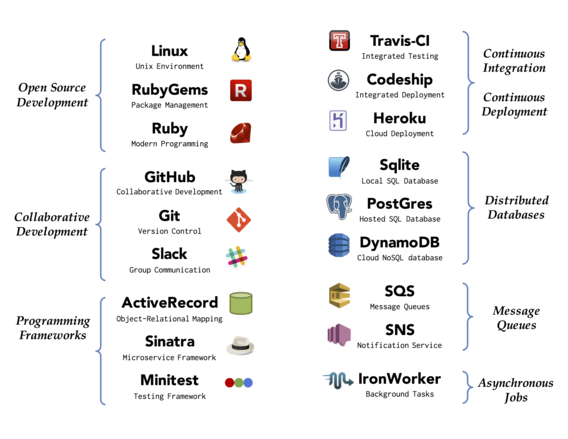 Open Source
Development
Linux
Unix Environment
RubyGems
Package Management
Ruby
Modern Programming
Collaborative
Development
GitHub
Collaborative Development
Git
Version Control
Slack
Group Communication
Programming
Frameworks
ActiveRecord
Object-Relational Mapping
Sinatra
Microservice Framework
Minitest
Testing Framework
Travis-CI
Integrated Testing
Codeship
Integrated Deployment
Heroku
Cloud Deployment
Continuous
Integration
Continuous
Deployment
Sqlite
Local SQL Database
PostGres
Hosted SQL Database
DynamoDB
Cloud NoSQL database
Distributed
Databases
SQS
Message Queues
SNS
Notification Service
Message
Queues
IronWorker
Background Tasks
Asynchronous
Jobs